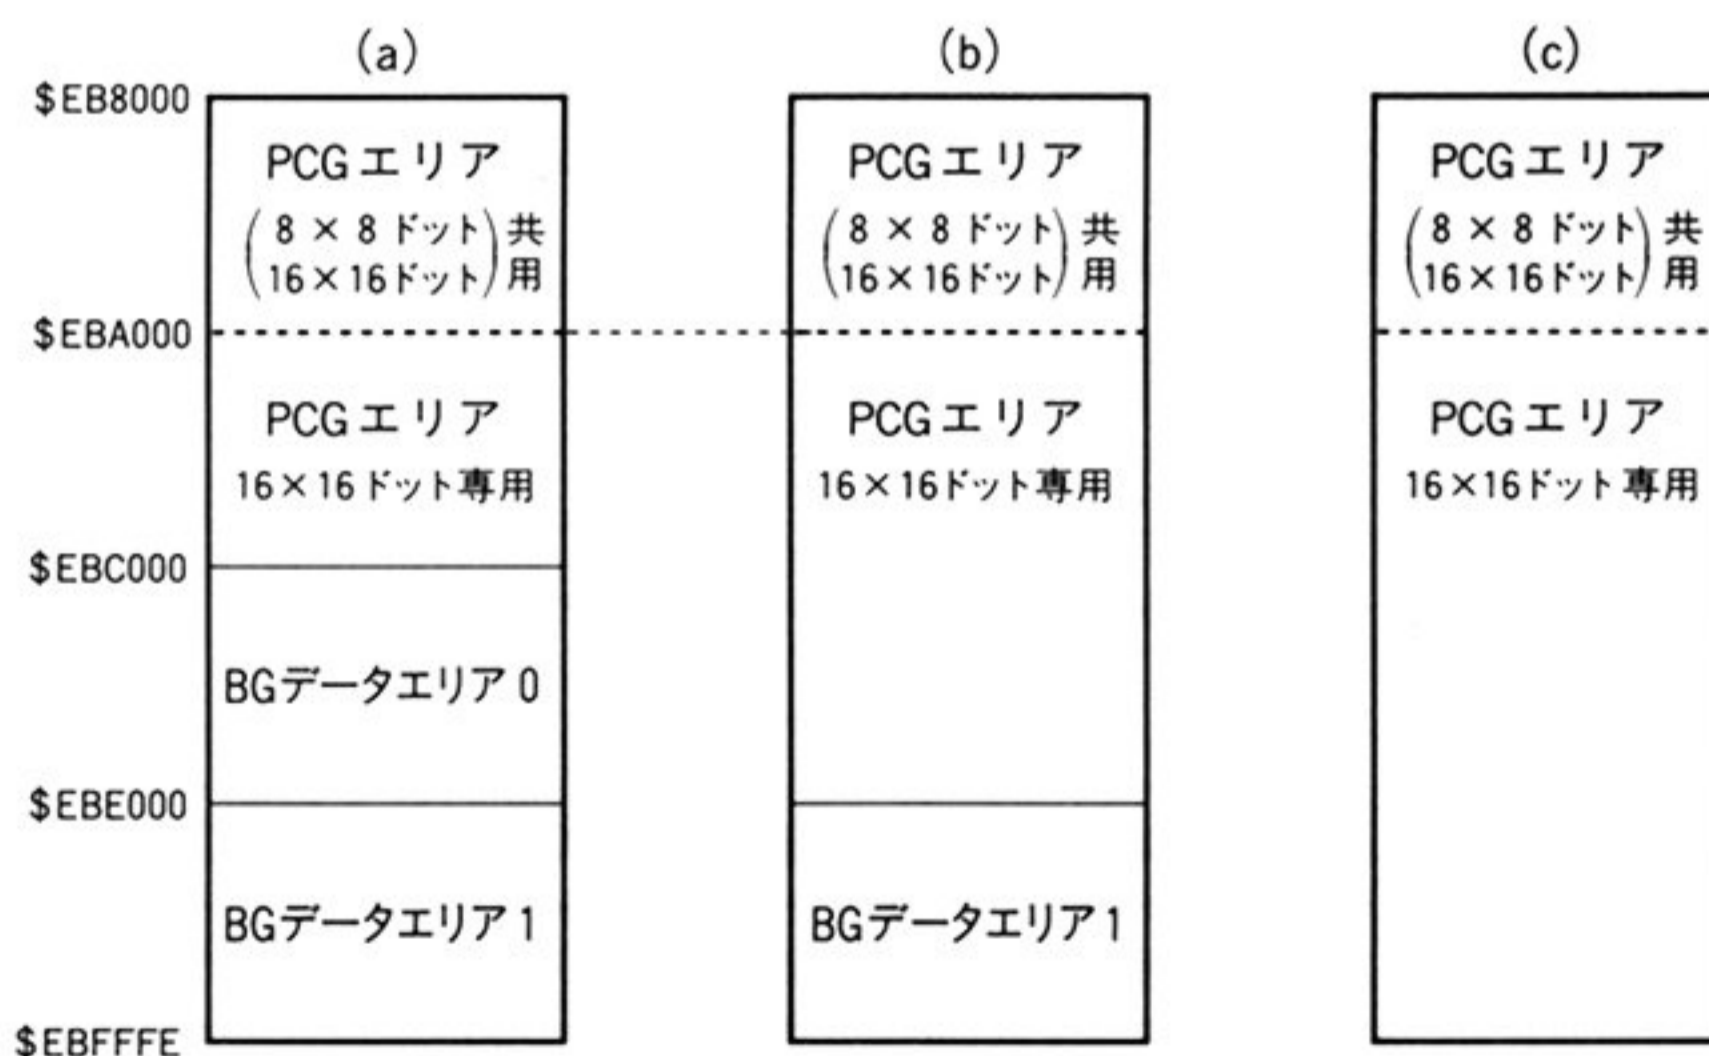 (a) (b) (c)
$EB8000
PCGエリア PCGエリア PCGエリア
(8×8ドット 16×16ドット)共用 (8×8ドット 16×16ドット)共用 (8×8ドット 16×16ドット)共用
$EBA000
PCGエリア PCGエリア PCGエリア
16×16ドット専用 16×16ドット専用 16×16ドット専用
$EBC000
BGデータエリア0
$EBE000
BGデータエリア1 BGデータエリア1
$EBFFFE